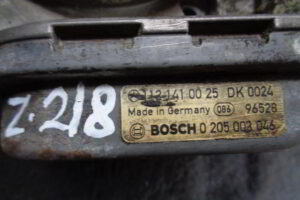 112 141 00 25 DK 0024
Made in Germany 086 96528
BOSCH 0 205 003 046
Z.218